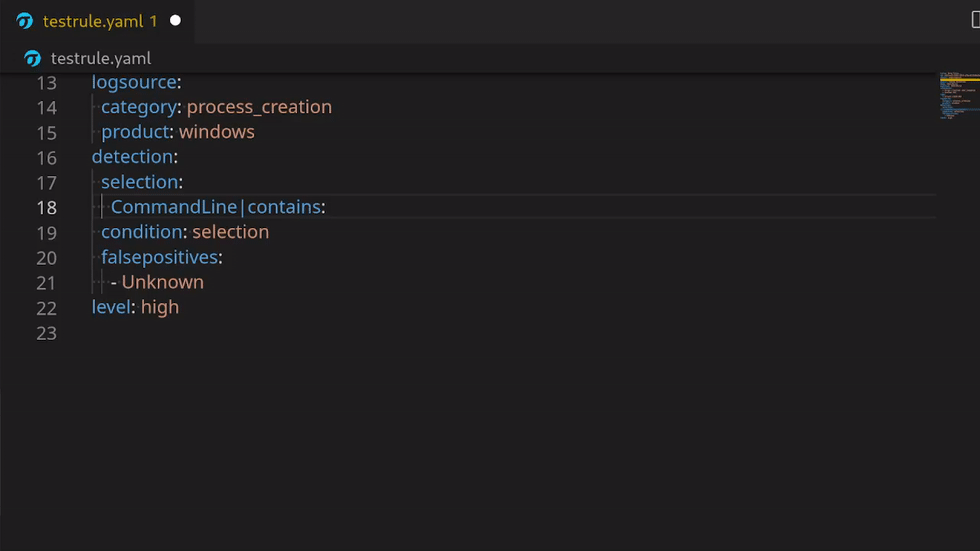 testrule.yaml 1
testrule.yaml
13 logsource:
14 category: process_creation
15 product: windows
16 detection:
17 selection:
18 CommandLine|contains:
19 condition: selection
20 falsepositives:
21 - Unknown
22 level: high
23